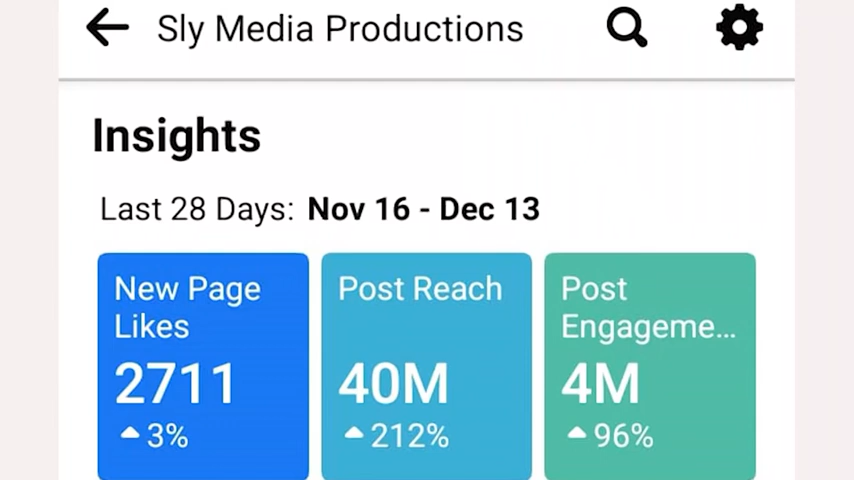 Sly Media Productions
Insights
Last 28 Days: Nov 16 - Dec 13
New Page
Likes
2711
3%
Post Reach
40M
212%
Post
Engageme...
4M
96%